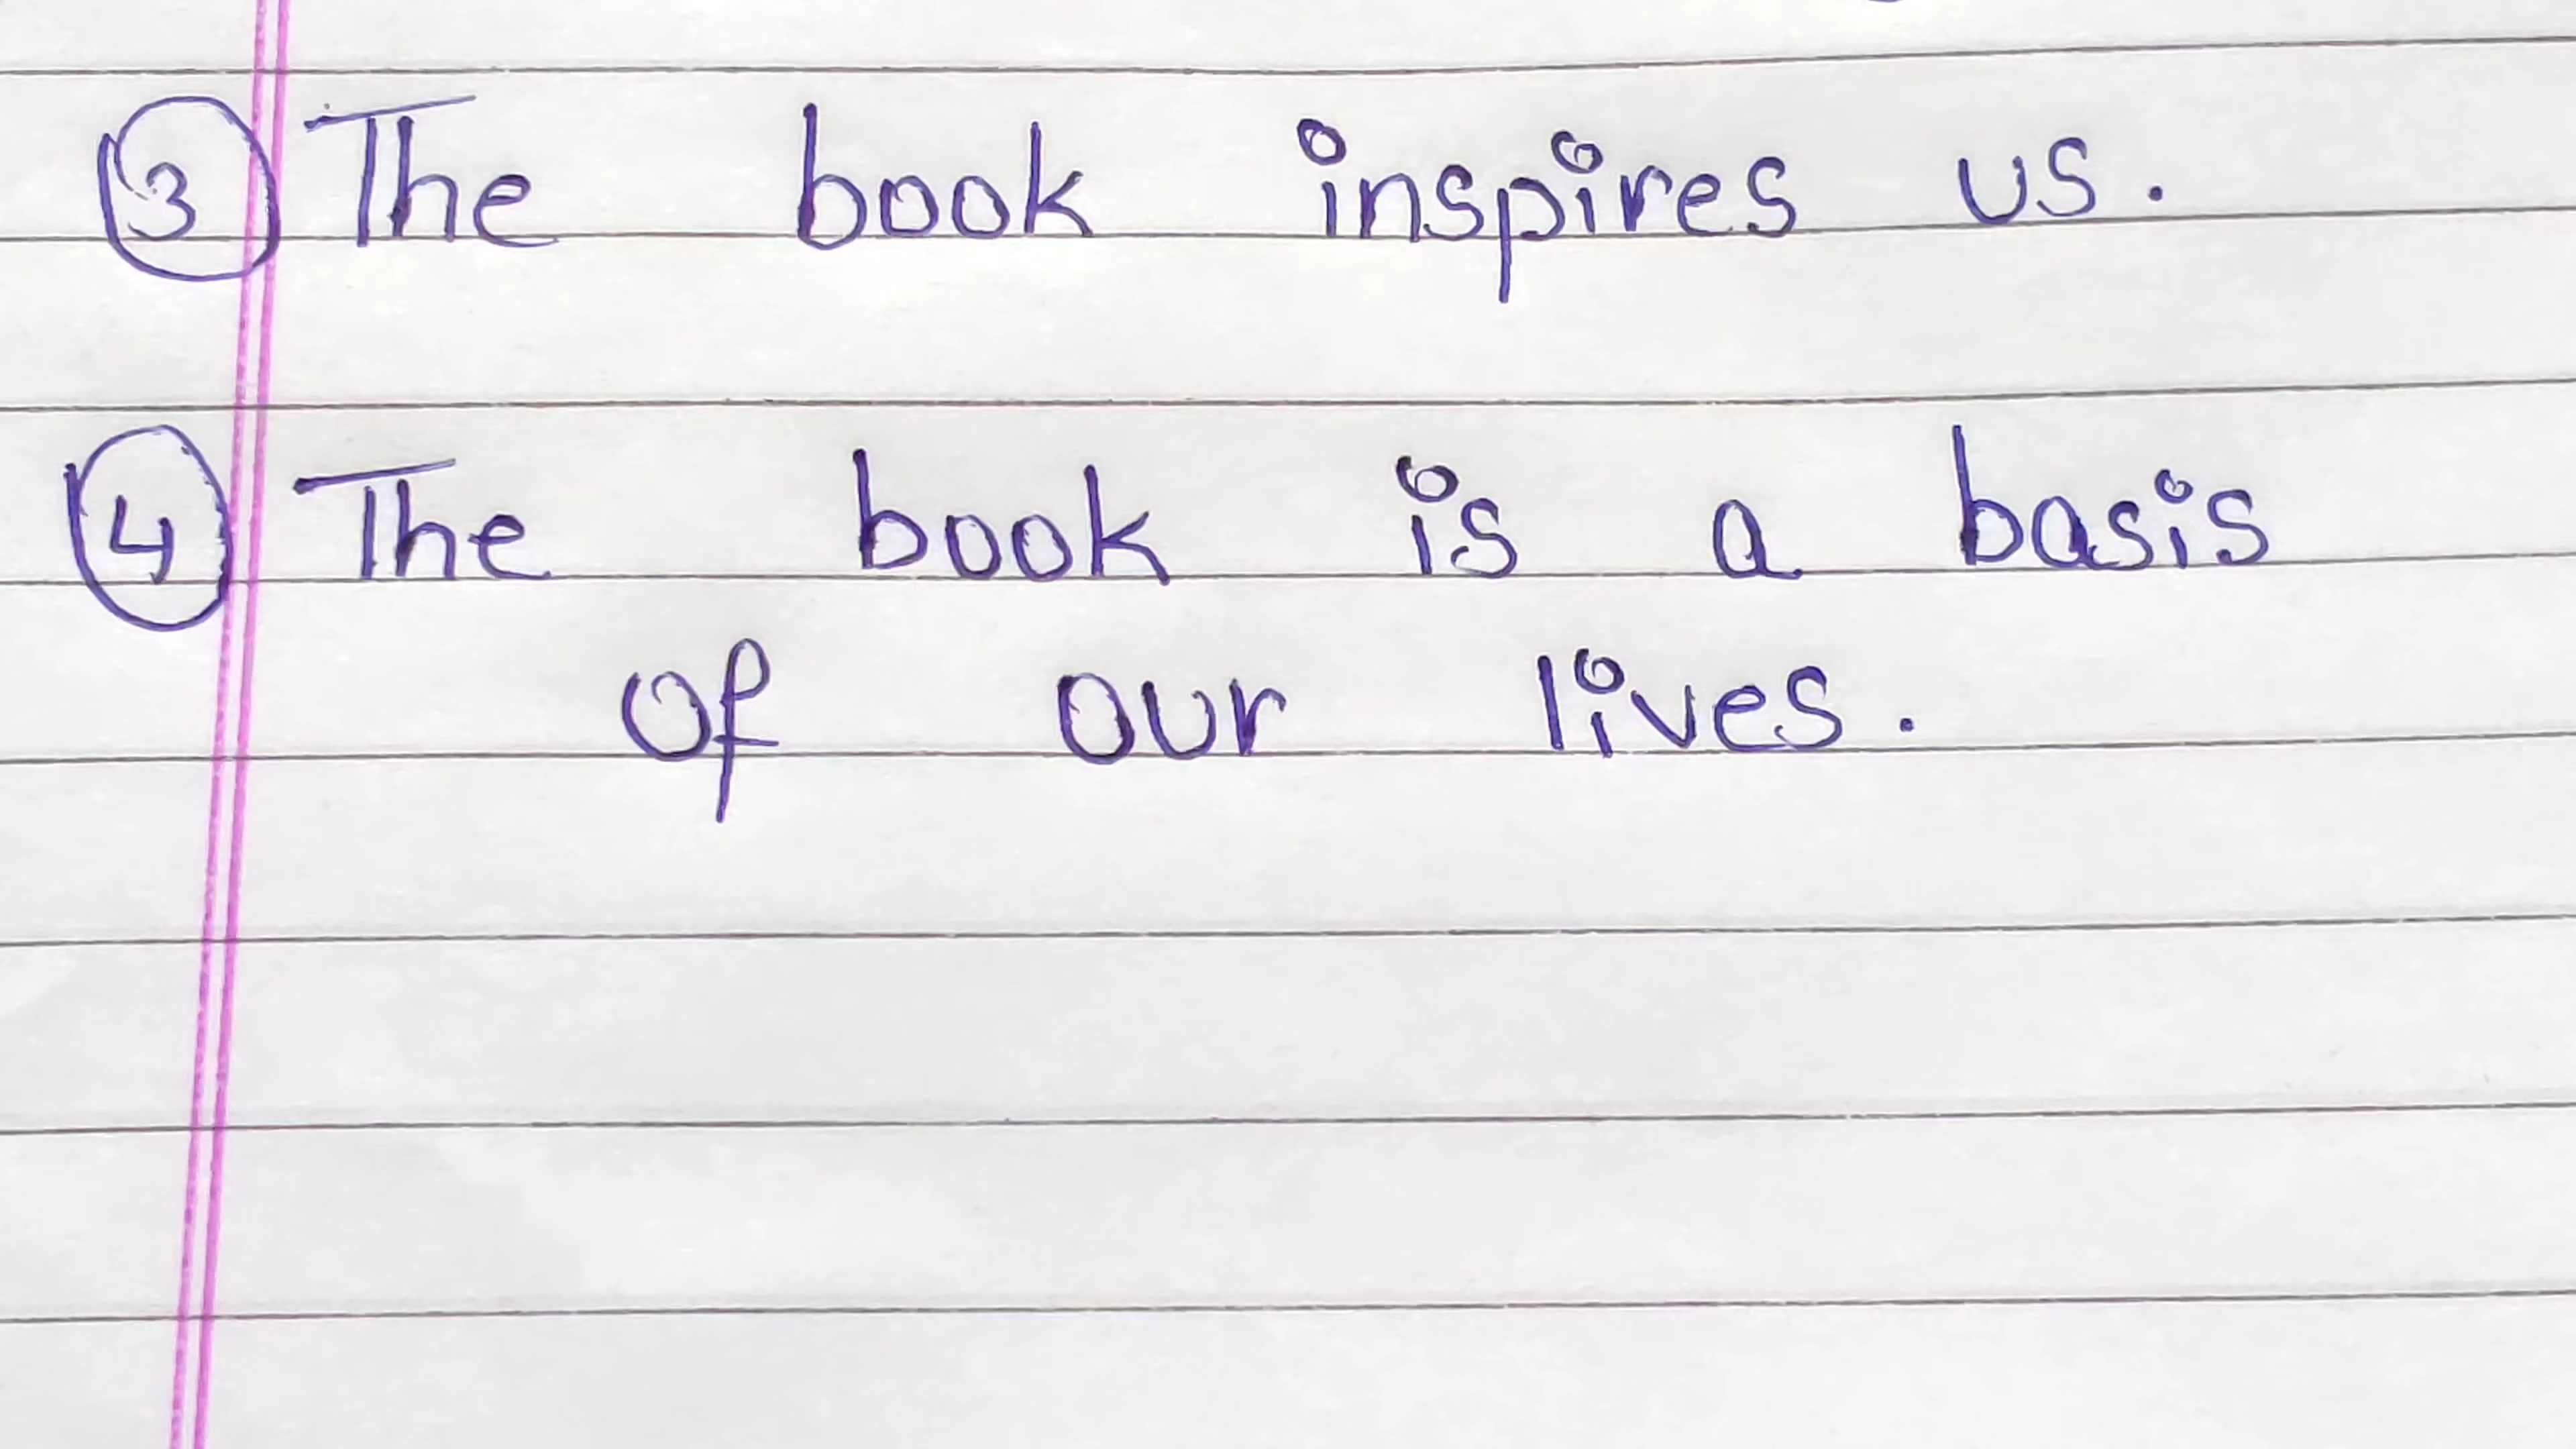 ③ The book inspires us.
④ The book is a basis
of our lives.